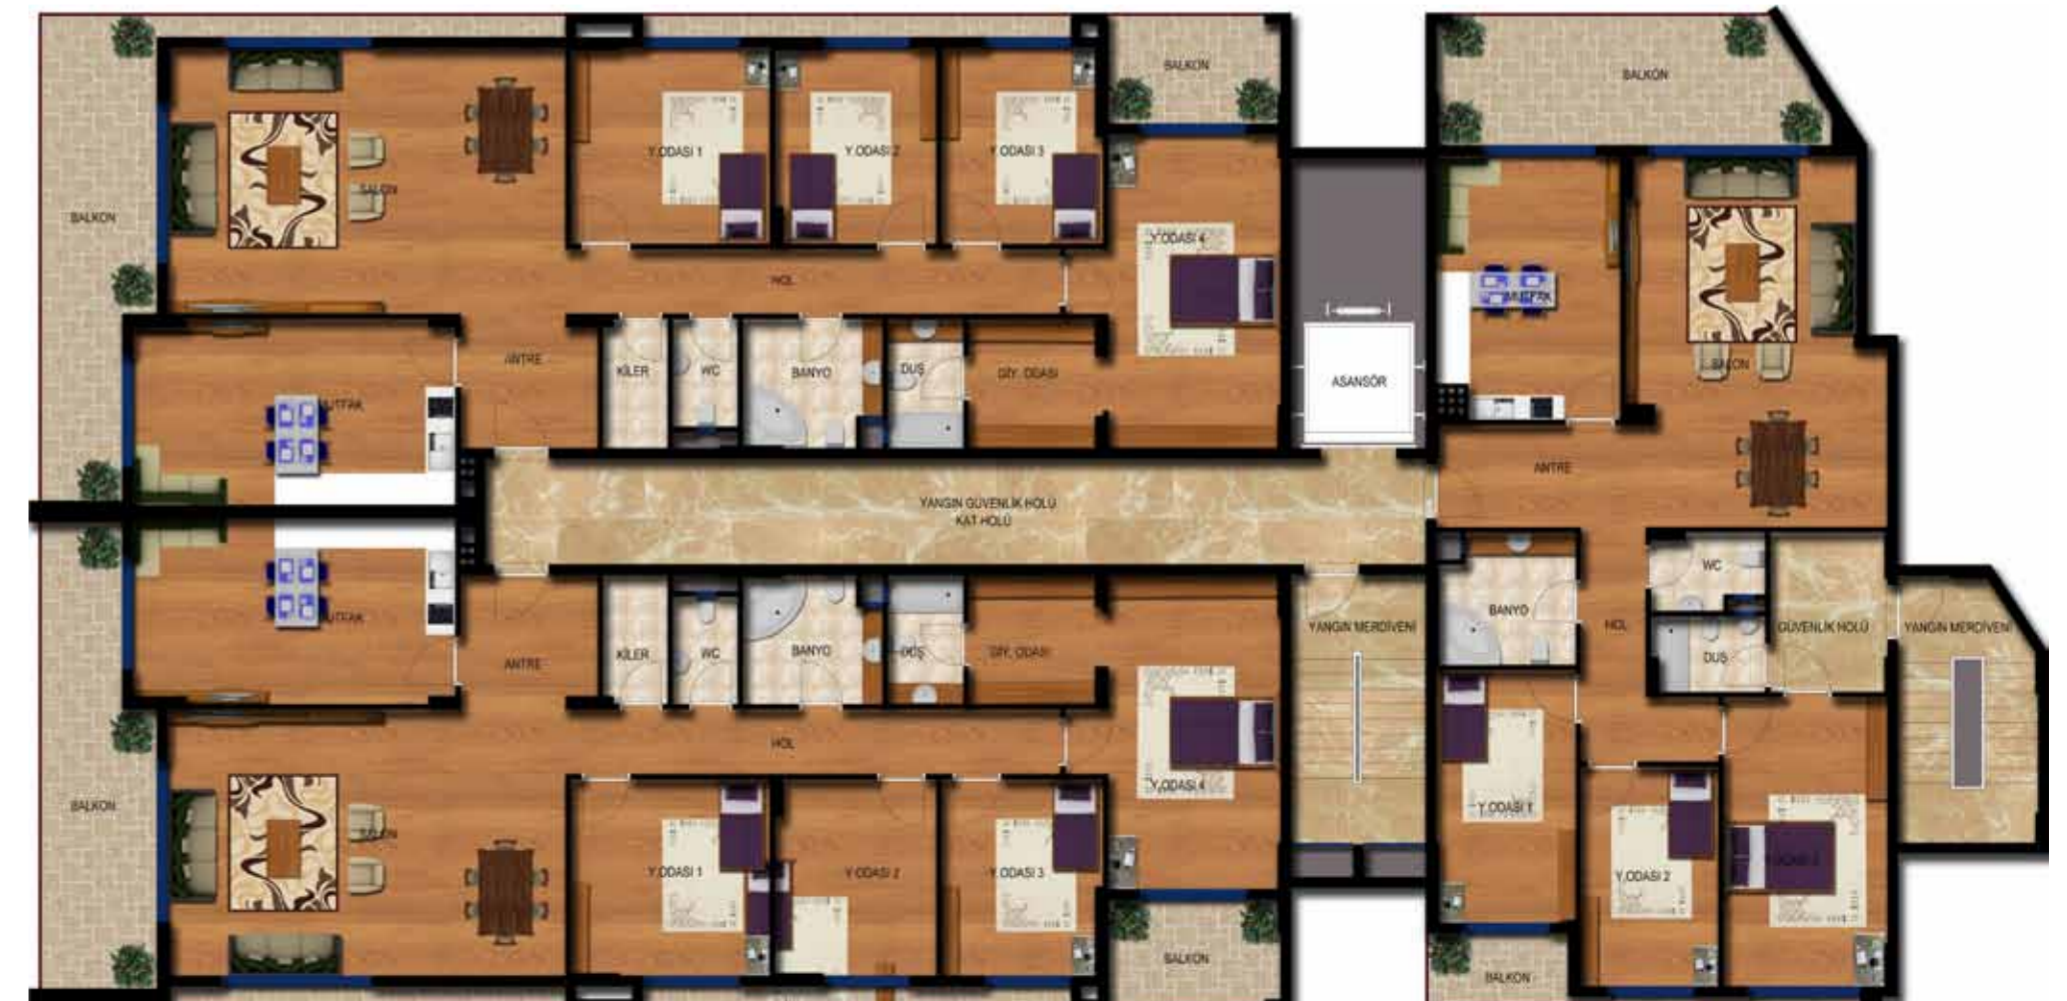 BALKON
BALKON
Y.ODASI 1
Y.ODASI 2
Y.ODASI 3
SALON
BALKON
Y.ODASI 4
HOL
MUTFAK
ANTRE
KİLER
WC
BANYO
DUŞ
GİY. ODASI
ASANSÖR
SALON
MUTFAK
ANTRE
YANGIN GÜVENLİK HOLÜ
KAT HOLÜ
WC
BANYO
HOL
GÜVENLİK HOLÜ
YANGIN MERDİVENİ
YANGIN MERDİVENİ
MUTFAK
ANTRE
KİLER
WC
BANYO
DUŞ
GİY. ODASI
DUŞ
HOL
Y.ODASI 4
BALKON
SALON
Y.ODASI 1
Y.ODASI 1
Y.ODASI 2
Y.ODASI 3
Y.ODASI 2
BALKON
BALKON